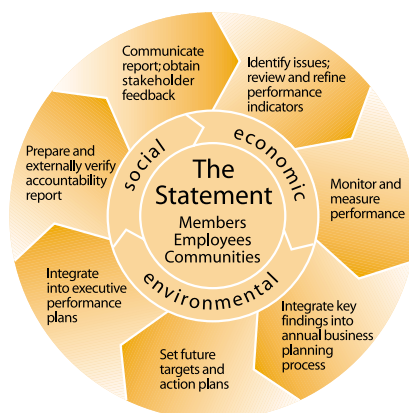 Communicate
report; obtain
stakeholder
feedback
Identify issues;
review and refine
performance
indicators
Monitor and
measure
performance
Integrate key
findings into
annual business
planning
process
Set future
targets and
action plans
Integrate
into executive
performance
plans
Prepare and
externally verify
accountability
report
social
economic
environmental
The
Statement
Members
Employees
Communities